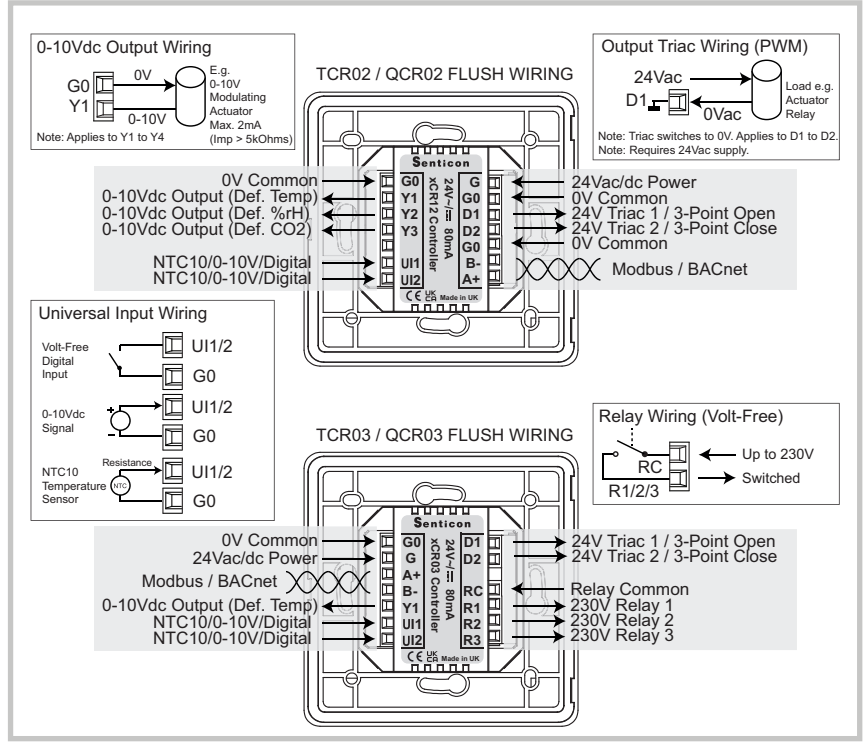 0-10Vdc Output Wiring
G0
0V
Y1
0-10V
E.g.
0-10V
Modulating
Actuator
Max. 2mA
(Imp > 5kOhms)
Note: Applies to Y1 to Y4
TCR02 / QCR02 FLUSH WIRING
Output Triac Wiring (PWM)
24Vac
D1
0Vac
Load e.g.
Actuator
Relay
Note: Triac switches to 0V. Applies to D1 to D2.
Note: Requires 24Vac supply.
0V Common
0-10Vdc Output (Def. Temp)
0-10Vdc Output (Def. %rH)
0-10Vdc Output (Def. CO2)
NTC10/0-10V/Digital
NTC10/0-10V/Digital
Senticon
G0
Y1
Y2
Y3
UI1
UI2
xCR12 Controller
24V~/⎓ 80mA
G
G0
D1
D2
G0
B-
A+
CE UK CA Made in UK
24Vac/dc Power
0V Common
24V Triac 1 / 3-Point Open
24V Triac 2 / 3-Point Close
0V Common
Modbus / BACnet
Universal Input Wiring
Volt-Free
Digital
Input
UI1/2
G0
0-10Vdc
Signal
+
-
UI1/2
G0
NTC10
Temperature
Sensor
Resistance
NTC
UI1/2
G0
TCR03 / QCR03 FLUSH WIRING
Relay Wiring (Volt-Free)
RC
R1/2/3
Up to 230V
Switched
0V Common
24Vac/dc Power
Modbus / BACnet
0-10Vdc Output (Def. Temp)
NTC10/0-10V/Digital
NTC10/0-10V/Digital
Senticon
G0
G
A+
B-
Y1
UI1
UI2
xCR03 Controller
24V~/⎓ 80mA
D1
D2
RC
R1
R2
R3
CE UK CA Made in UK
24V Triac 1 / 3-Point Open
24V Triac 2 / 3-Point Close
Relay Common
230V Relay 1
230V Relay 2
230V Relay 3